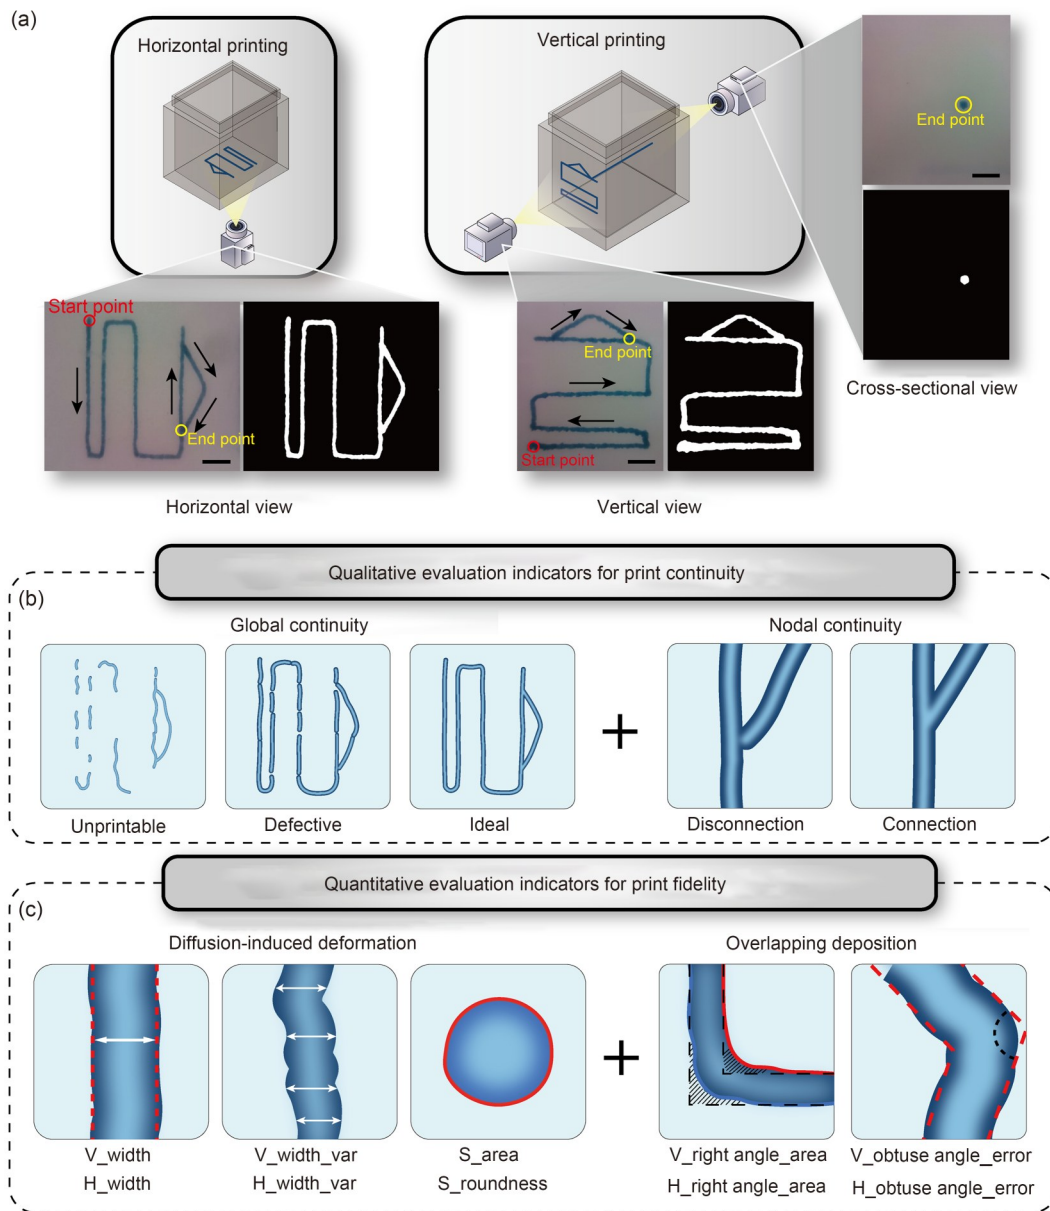 (a)
Horizontal printing
Vertical printing
End point
Cross-sectional view
Start point
End point
Horizontal view
End point
Start point
Vertical view
Qualitative evaluation indicators for print continuity
(b)
Global continuity
Nodal continuity
Unprintable
Defective
Ideal
+
Disconnection
Connection
Quantitative evaluation indicators for print fidelity
(c)
Diffusion-induced deformation
Overlapping deposition
+
V_width
H_width
V_width_var
H_width_var
S_area
S_roundness
V_right angle_area
H_right angle_area
V_obtuse angle_error
H_obtuse angle_error